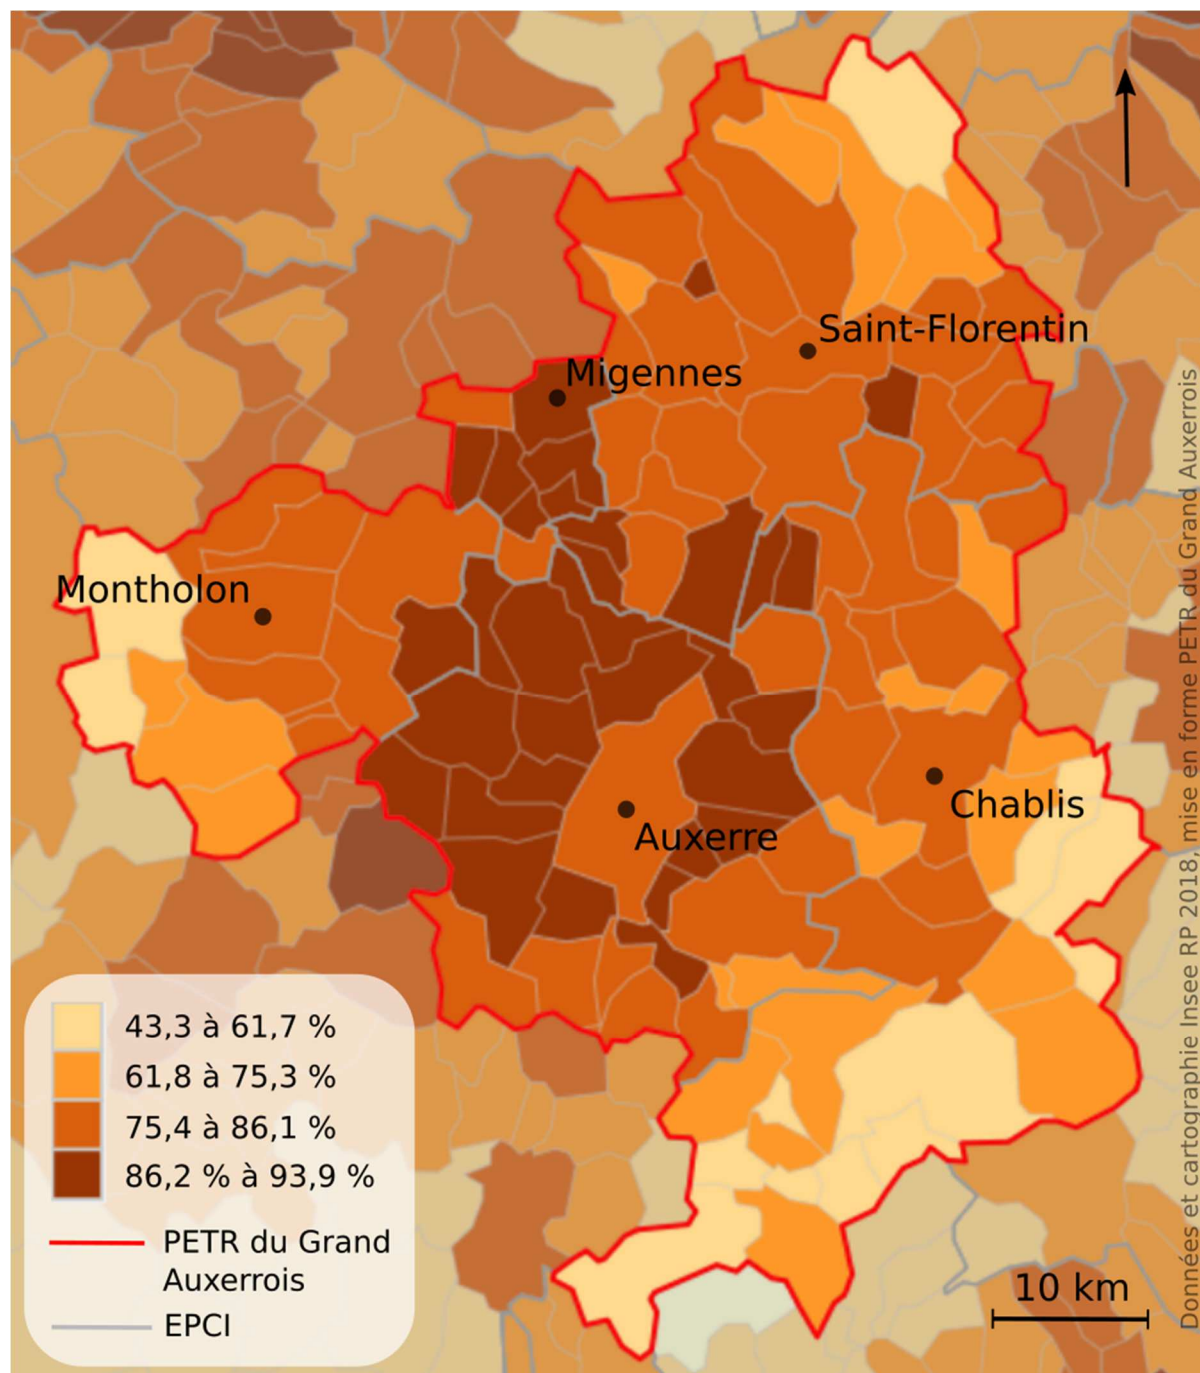 Saint-Florentin
Migennes
Montholon
Chablis
Auxerre
43,3 à 61,7 %
61,8 à 75,3 %
75,4 à 86,1 %
86,2 % à 93,9 %
PETR du Grand
Auxerrois
EPCI
10 km
Données et cartographie Insee RP 2018, mise en forme PETR du Grand Auxerrois